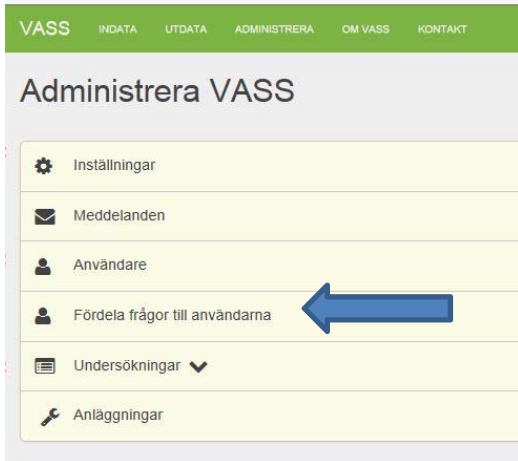 VASS INDATA UTDATA ADMINISTRERA OM VASS KONTAKT
Administrera VASS
Inställningar
Meddelanden
Användare
Fördela frågor till användarna
Undersökningar
Anläggningar